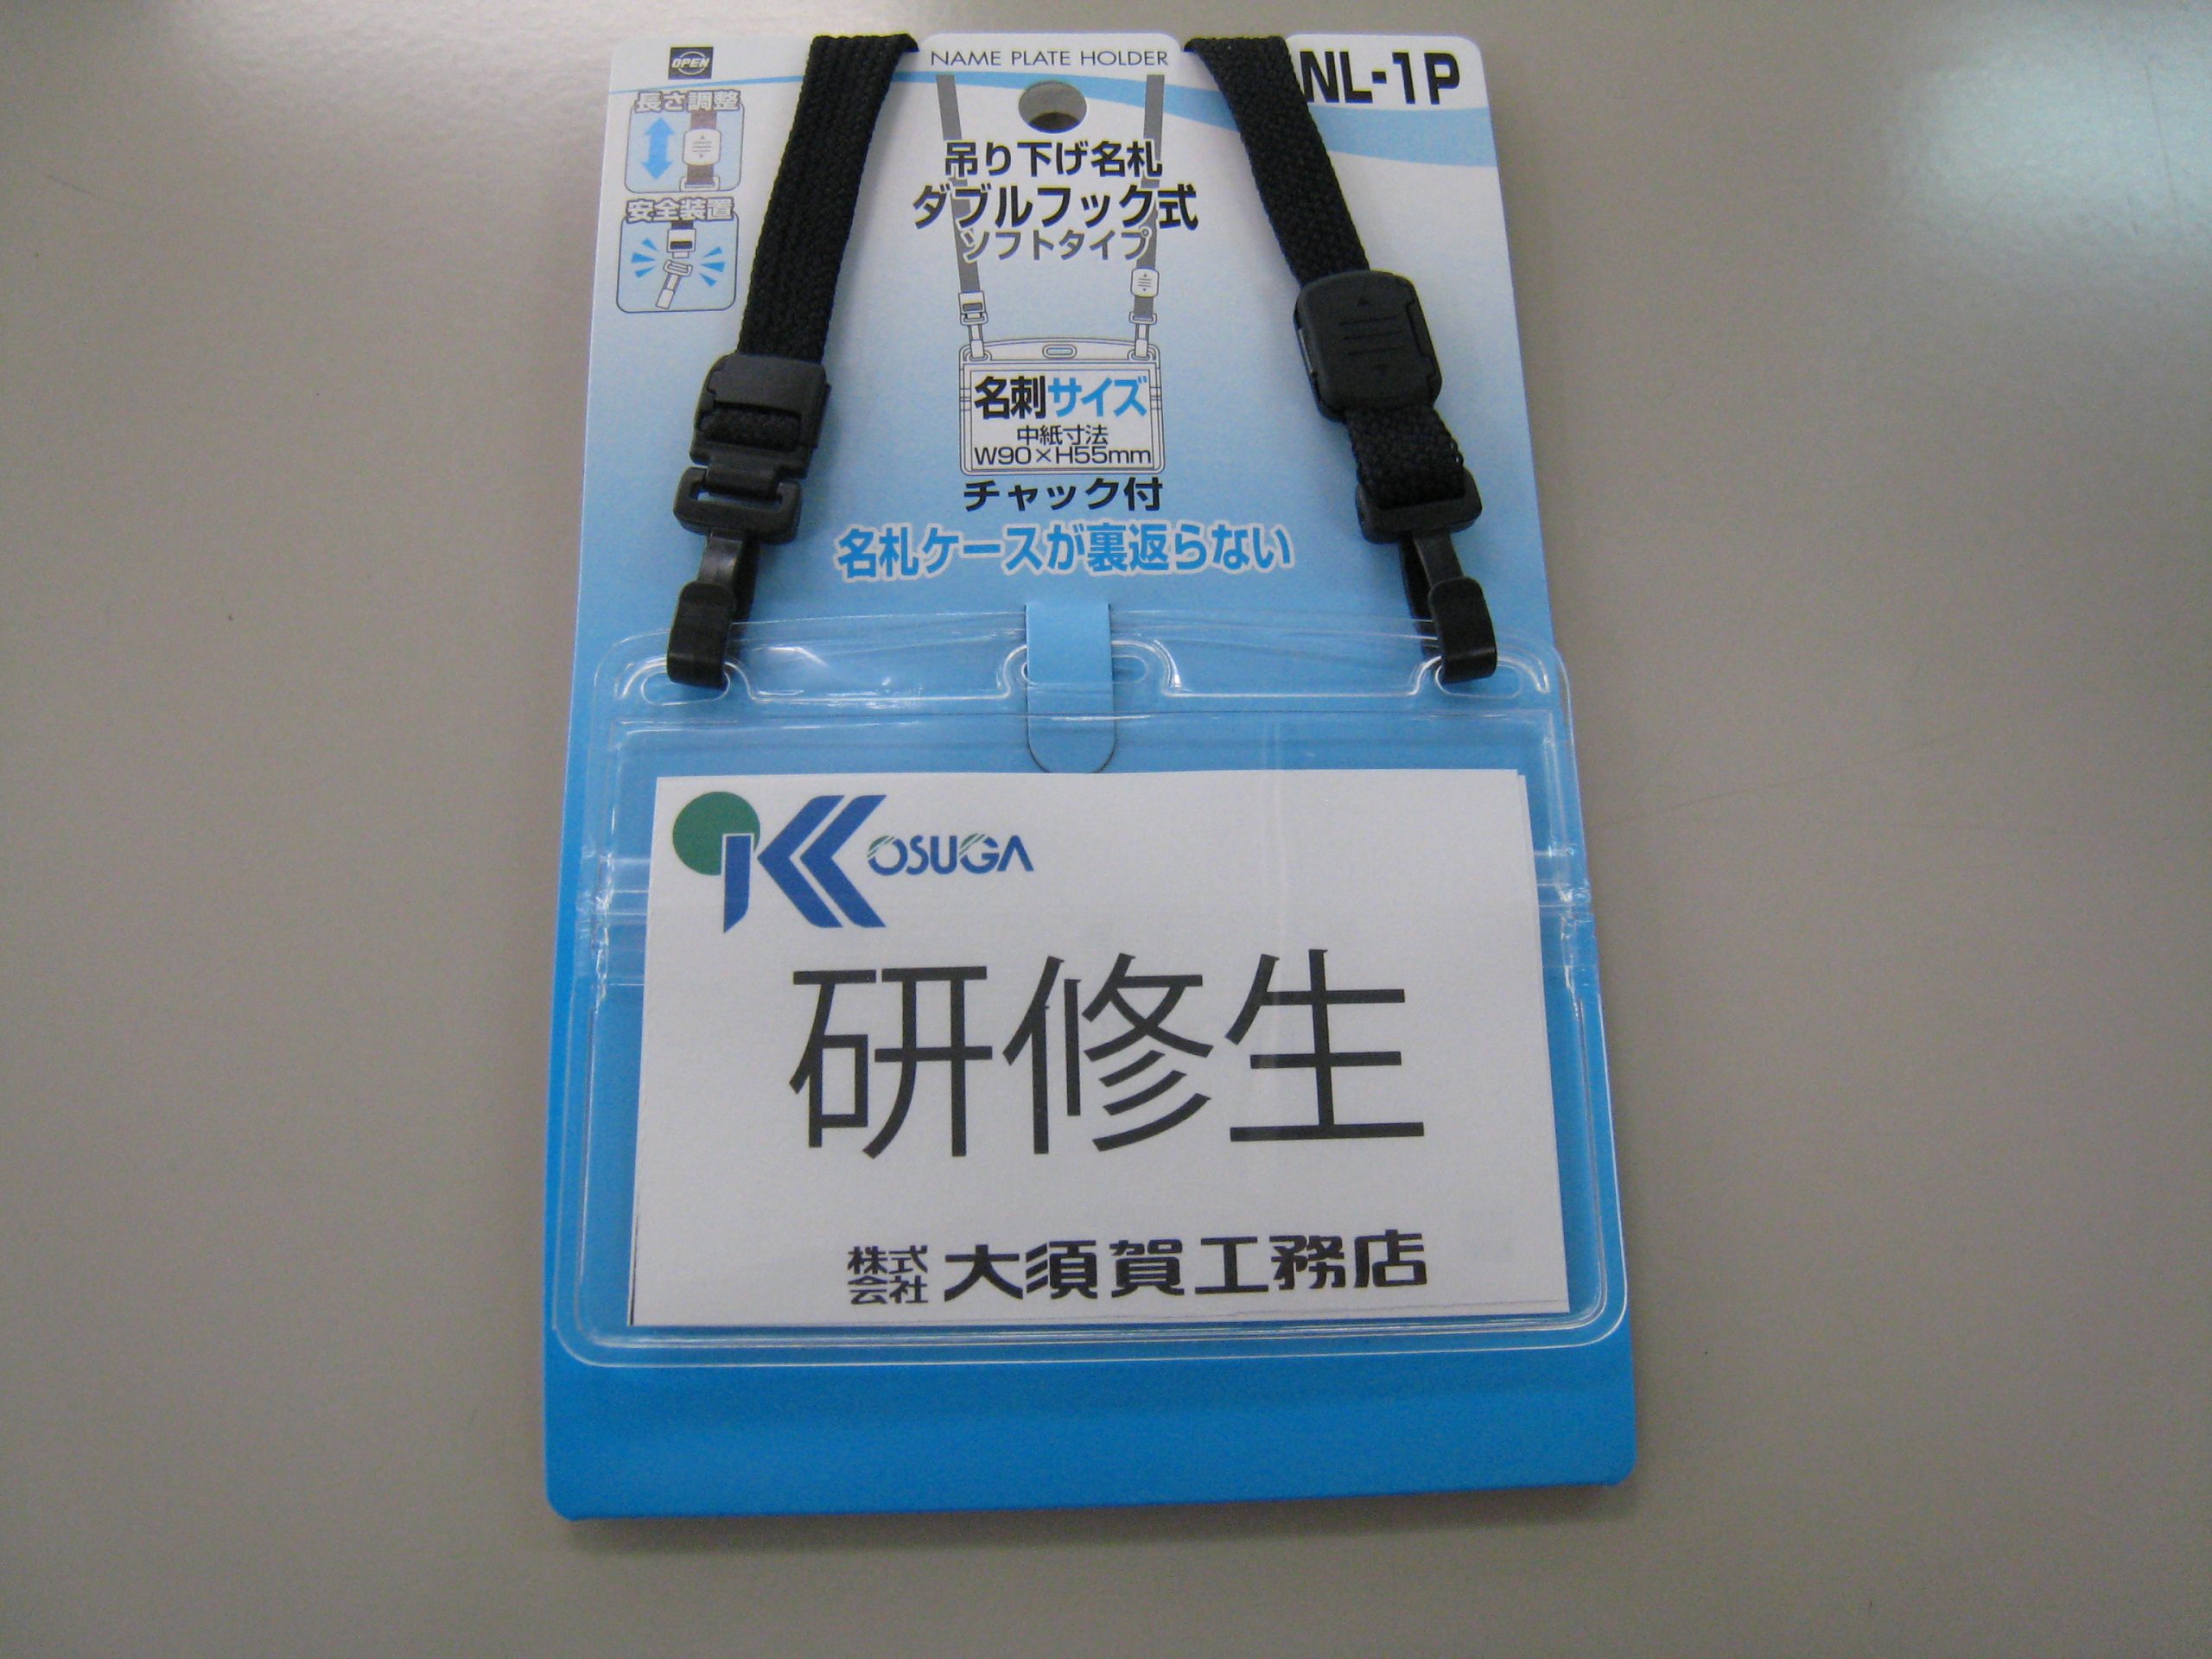 OPEN
NAME PLATE HOLDER
NL-1P
長さ調整
安全装置
吊り下げ名札
ダブルフック式
ソフトタイプ
名刺サイズ
中紙寸法
W90×H55mm
チャック付
名札ケースが裏返らない
KK OSUGA
研修生
株式会社 大須賀工務店